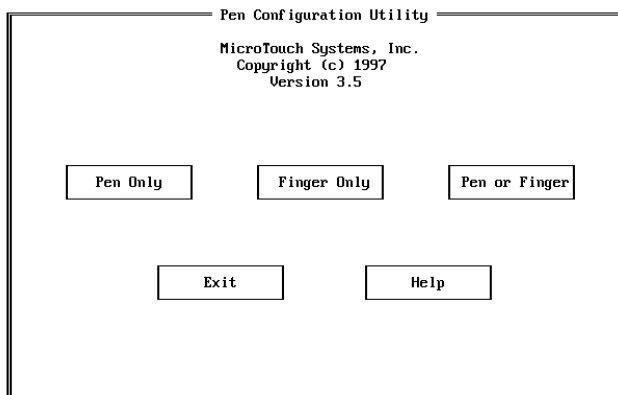 Pen Configuration Utility
MicroTouch Systems, Inc.
Copyright (c) 1997
Version 3.5
Pen Only
Finger Only
Pen or Finger
Exit
Help